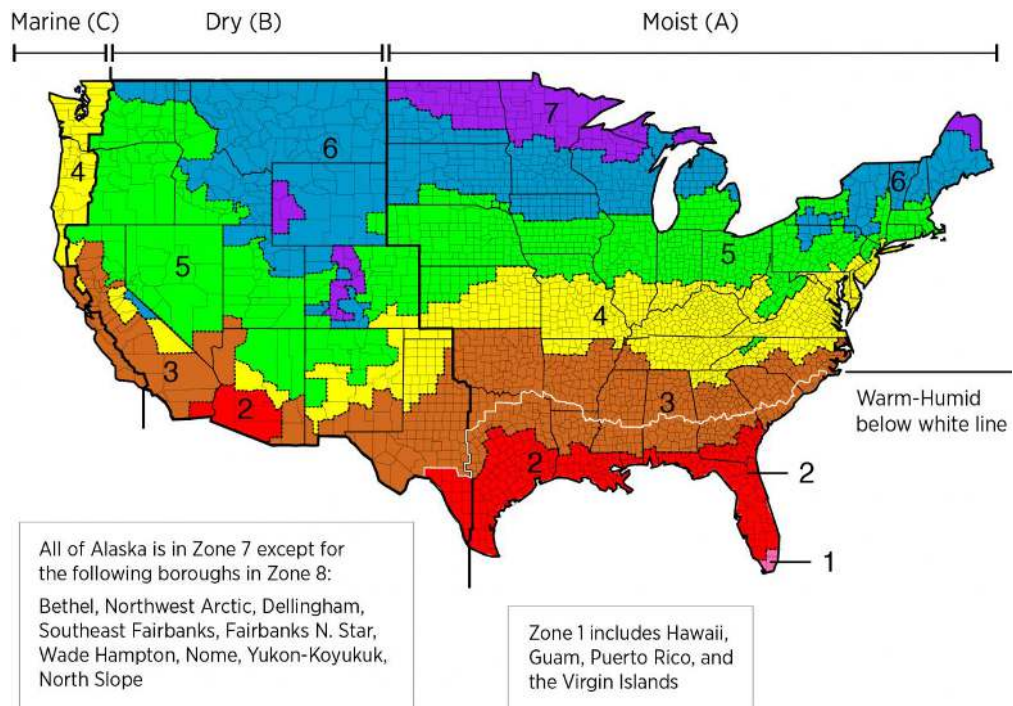 Marine (C)
Dry (B)
Moist (A)
7
6
4
6
5
5
4
3
3
2
2
Warm-Humid
below white line
2
1
All of Alaska is in Zone 7 except for
the following boroughs in Zone 8:
Bethel, Northwest Arctic, Dellingham,
Southeast Fairbanks, Fairbanks N. Star,
Wade Hampton, Nome, Yukon-Koyukuk,
North Slope
Zone 1 includes Hawaii,
Guam, Puerto Rico, and
the Virgin Islands